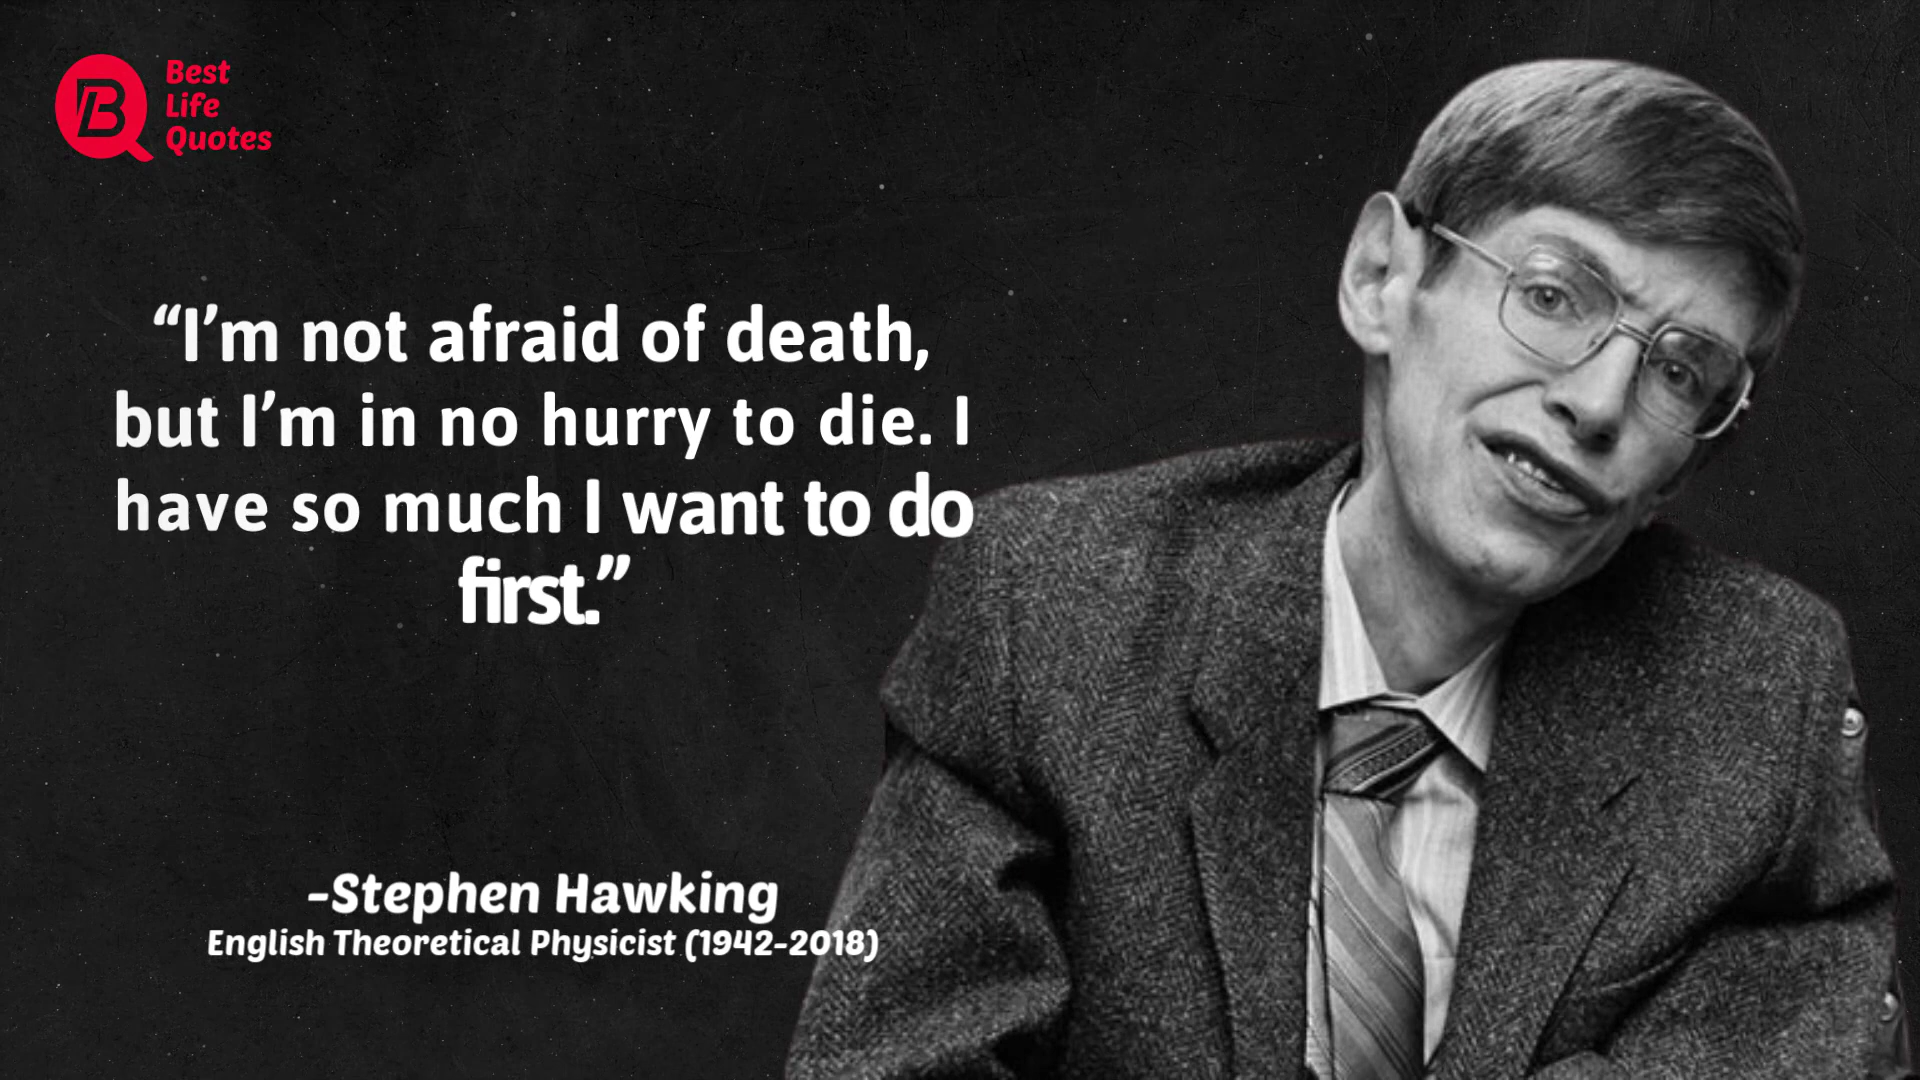 Best
Life
Quotes
“I’m not afraid of death,
but I’m in no hurry to die. I
have so much I want to do
first.”
-Stephen Hawking
English Theoretical Physicist (1942-2018)